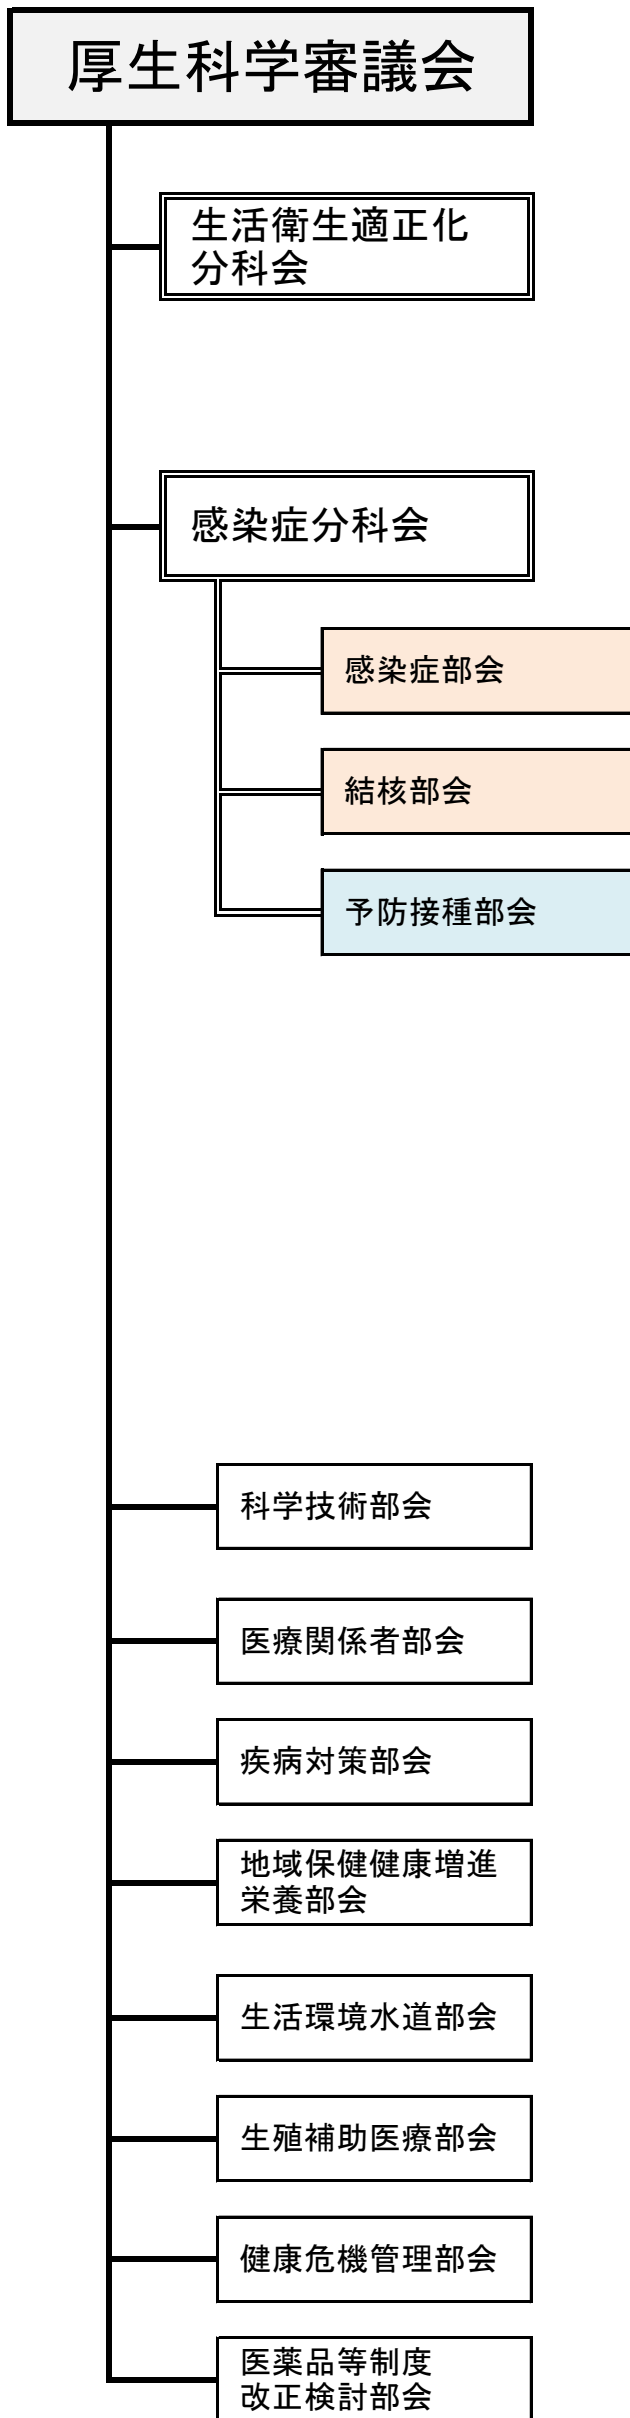 厚生科学審議会
生活衛生適正化
分科会
感染症分科会
感染症部会
結核部会
予防接種部会
科学技術部会
医療関係者部会
疾病対策部会
地域保健健康増進
栄養部会
生活環境水道部会
生殖補助医療部会
健康危機管理部会
医薬品等制度
改正検討部会